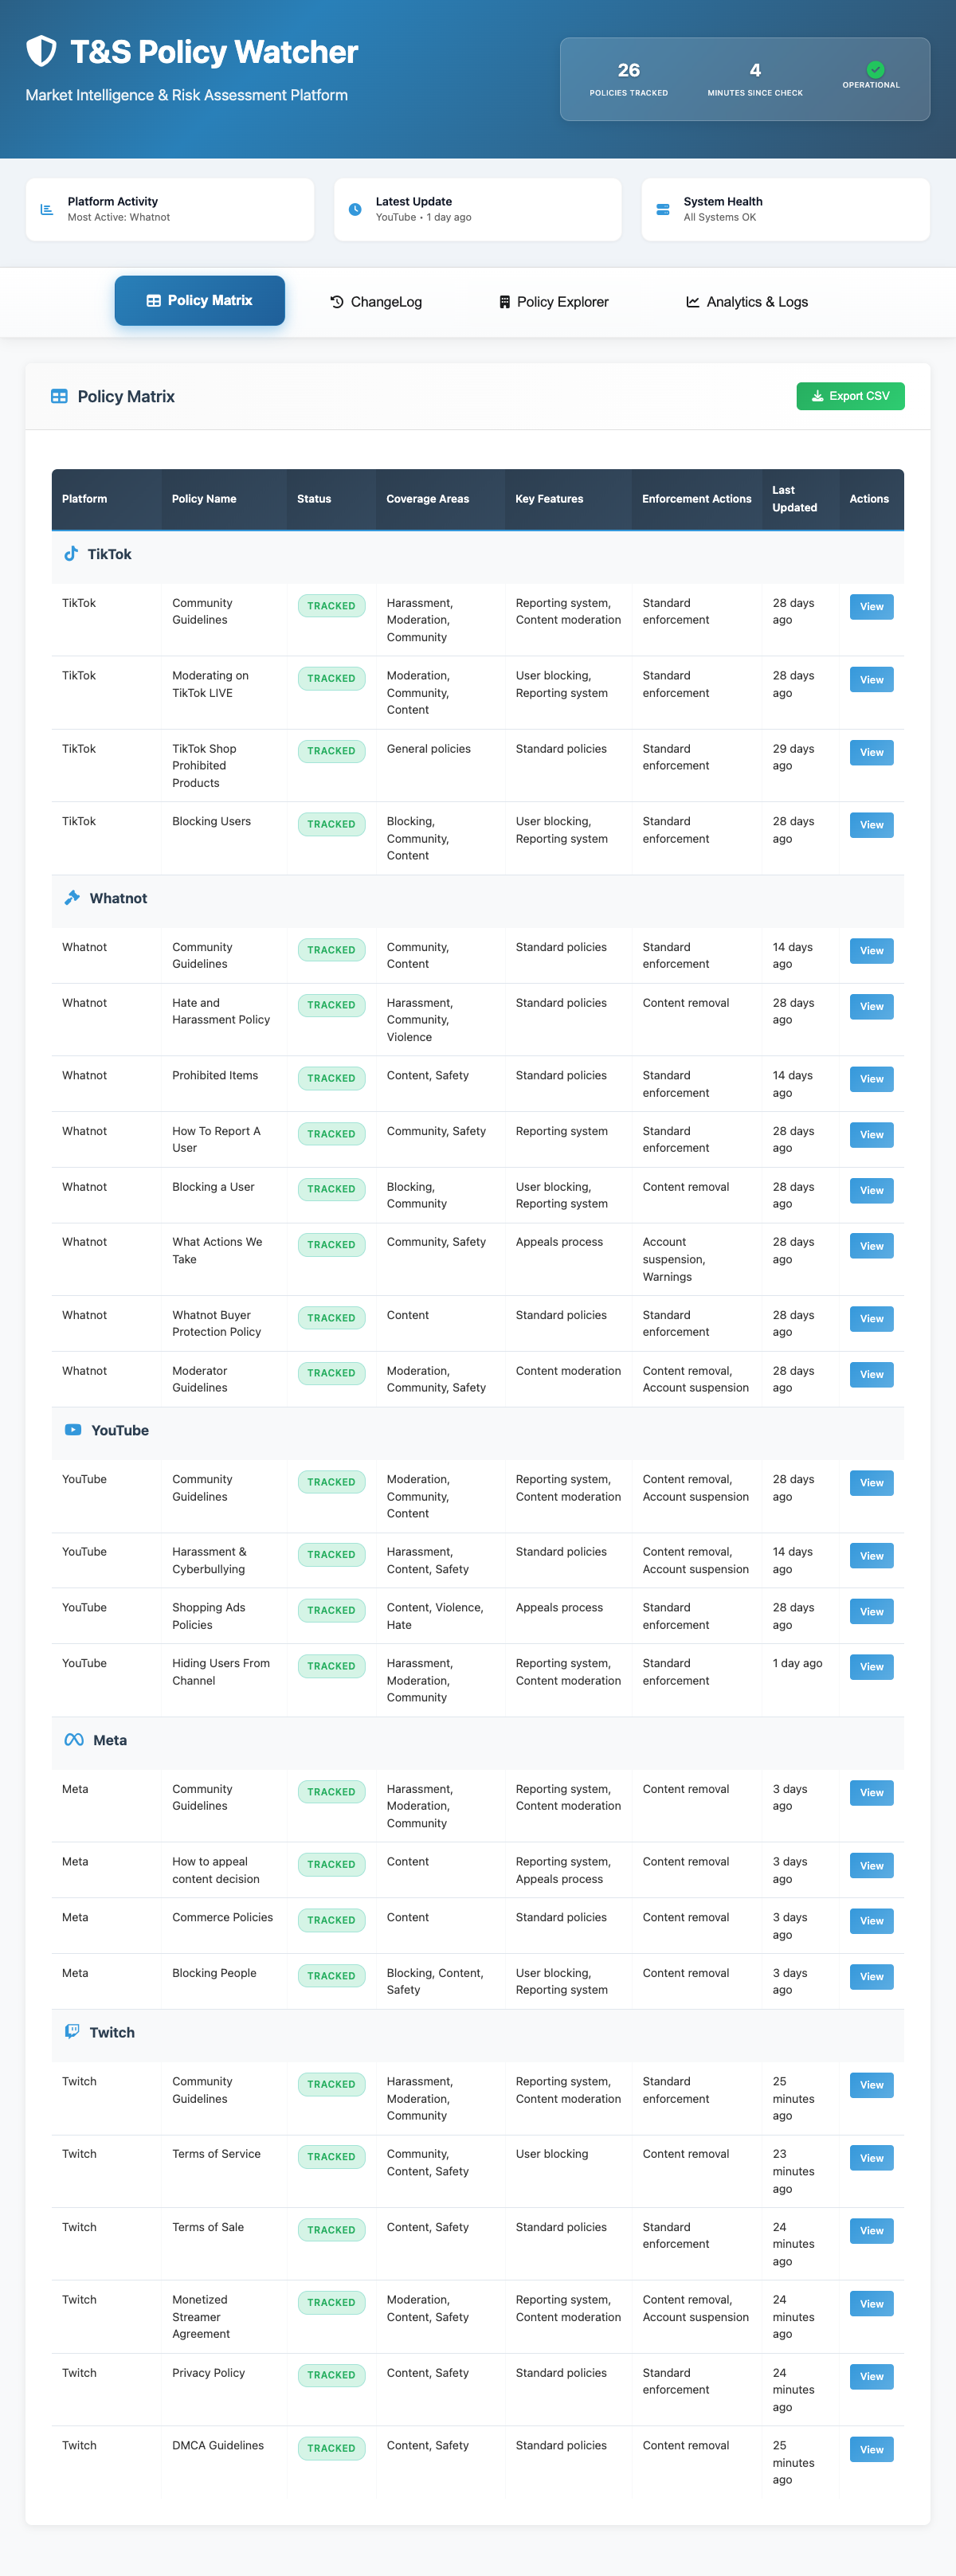 T&S Policy Watcher
Market Intelligence & Risk Assessment Platform
26
POLICIES TRACKED
4
MINUTES SINCE CHECK
OPERATIONAL
Platform Activity
Most Active: Whatnot
Latest Update
YouTube • 1 day ago
System Health
All Systems OK
Policy Matrix
ChangeLog
Policy Explorer
Analytics & Logs
Policy Matrix
Export CSV
Platform
Policy Name
Status
Coverage Areas
Key Features
Enforcement Actions
Last
Updated
Actions
TikTok
TikTok
Community
Guidelines
TRACKED
Harassment,
Moderation,
Community
Reporting system,
Content moderation
Standard
enforcement
28 days
ago
View
TikTok
Moderating on
TikTok LIVE
TRACKED
Moderation,
Community,
Content
User blocking,
Reporting system
Standard
enforcement
28 days
ago
View
TikTok
TikTok Shop
Prohibited
Products
TRACKED
General policies
Standard policies
Standard
enforcement
29 days
ago
View
TikTok
Blocking Users
TRACKED
Blocking,
Community,
Content
User blocking,
Reporting system
Standard
enforcement
28 days
ago
View
Whatnot
Whatnot
Community
Guidelines
TRACKED
Community,
Content
Standard policies
Standard
enforcement
14 days
ago
View
Whatnot
Hate and
Harassment Policy
TRACKED
Harassment,
Community,
Violence
Standard policies
Content removal
28 days
ago
View
Whatnot
Prohibited Items
TRACKED
Content, Safety
Standard policies
Standard
enforcement
14 days
ago
View
Whatnot
How To Report A
User
TRACKED
Community, Safety
Reporting system
Standard
enforcement
28 days
ago
View
Whatnot
Blocking a User
TRACKED
Blocking,
Community
User blocking,
Reporting system
Content removal
28 days
ago
View
Whatnot
What Actions We
Take
TRACKED
Community, Safety
Appeals process
Account
suspension,
Warnings
28 days
ago
View
Whatnot
Whatnot Buyer
Protection Policy
TRACKED
Content
Standard policies
Standard
enforcement
28 days
ago
View
Whatnot
Moderator
Guidelines
TRACKED
Moderation,
Community, Safety
Content moderation
Content removal,
Account suspension
28 days
ago
View
YouTube
YouTube
Community
Guidelines
TRACKED
Moderation,
Community,
Content
Reporting system,
Content moderation
Content removal,
Account suspension
28 days
ago
View
YouTube
Harassment &
Cyberbullying
TRACKED
Harassment,
Content, Safety
Standard policies
Content removal,
Account suspension
14 days
ago
View
YouTube
Shopping Ads
Policies
TRACKED
Content, Violence,
Hate
Appeals process
Standard
enforcement
28 days
ago
View
YouTube
Hiding Users From
Channel
TRACKED
Harassment,
Moderation,
Community
Reporting system,
Content moderation
Standard
enforcement
1 day ago
View
Meta
Meta
Community
Guidelines
TRACKED
Harassment,
Moderation,
Community
Reporting system,
Content moderation
Content removal
3 days
ago
View
Meta
How to appeal
content decision
TRACKED
Content
Reporting system,
Appeals process
Content removal
3 days
ago
View
Meta
Commerce Policies
TRACKED
Content
Standard policies
Content removal
3 days
ago
View
Meta
Blocking People
TRACKED
Blocking, Content,
Safety
User blocking,
Reporting system
Content removal
3 days
ago
View
Twitch
Twitch
Community
Guidelines
TRACKED
Harassment,
Moderation,
Community
Reporting system,
Content moderation
Standard
enforcement
25
minutes
ago
View
Twitch
Terms of Service
TRACKED
Community,
Content, Safety
User blocking
Content removal
23
minutes
ago
View
Twitch
Terms of Sale
TRACKED
Content, Safety
Standard policies
Standard
enforcement
24
minutes
ago
View
Twitch
Monetized
Streamer
Agreement
TRACKED
Moderation,
Content, Safety
Reporting system,
Content moderation
Content removal,
Account suspension
24
minutes
ago
View
Twitch
Privacy Policy
TRACKED
Content, Safety
Standard policies
Standard
enforcement
24
minutes
ago
View
Twitch
DMCA Guidelines
TRACKED
Content, Safety
Standard policies
Content removal
25
minutes
ago
View